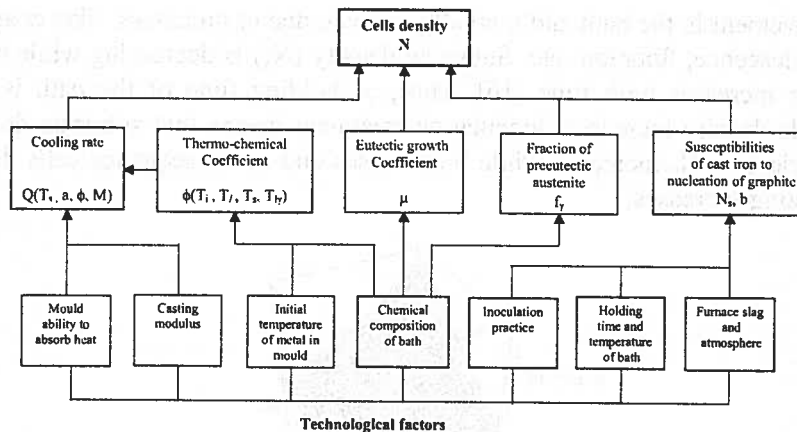 Cells density
N
Cooling rate
Q(Ts, a, ϕ, M)
Thermo-chemical
Coefficient
ϕ(Ti, Tl, Ts, Tlγ)
Eutectic growth
Coefficient
μ
Fraction of
preeutectic
austenite
fγ
Susceptibilities
of cast iron to
nucleation of graphite
Ns, b
Mould
ability to
absorb heat
Casting
modulus
Initial
temperature
of metal in
mould
Chemical
composition
of bath
Inoculation
practice
Holding
time and
temperature
of bath
Furnace slag
and
atmosphere
Technological factors